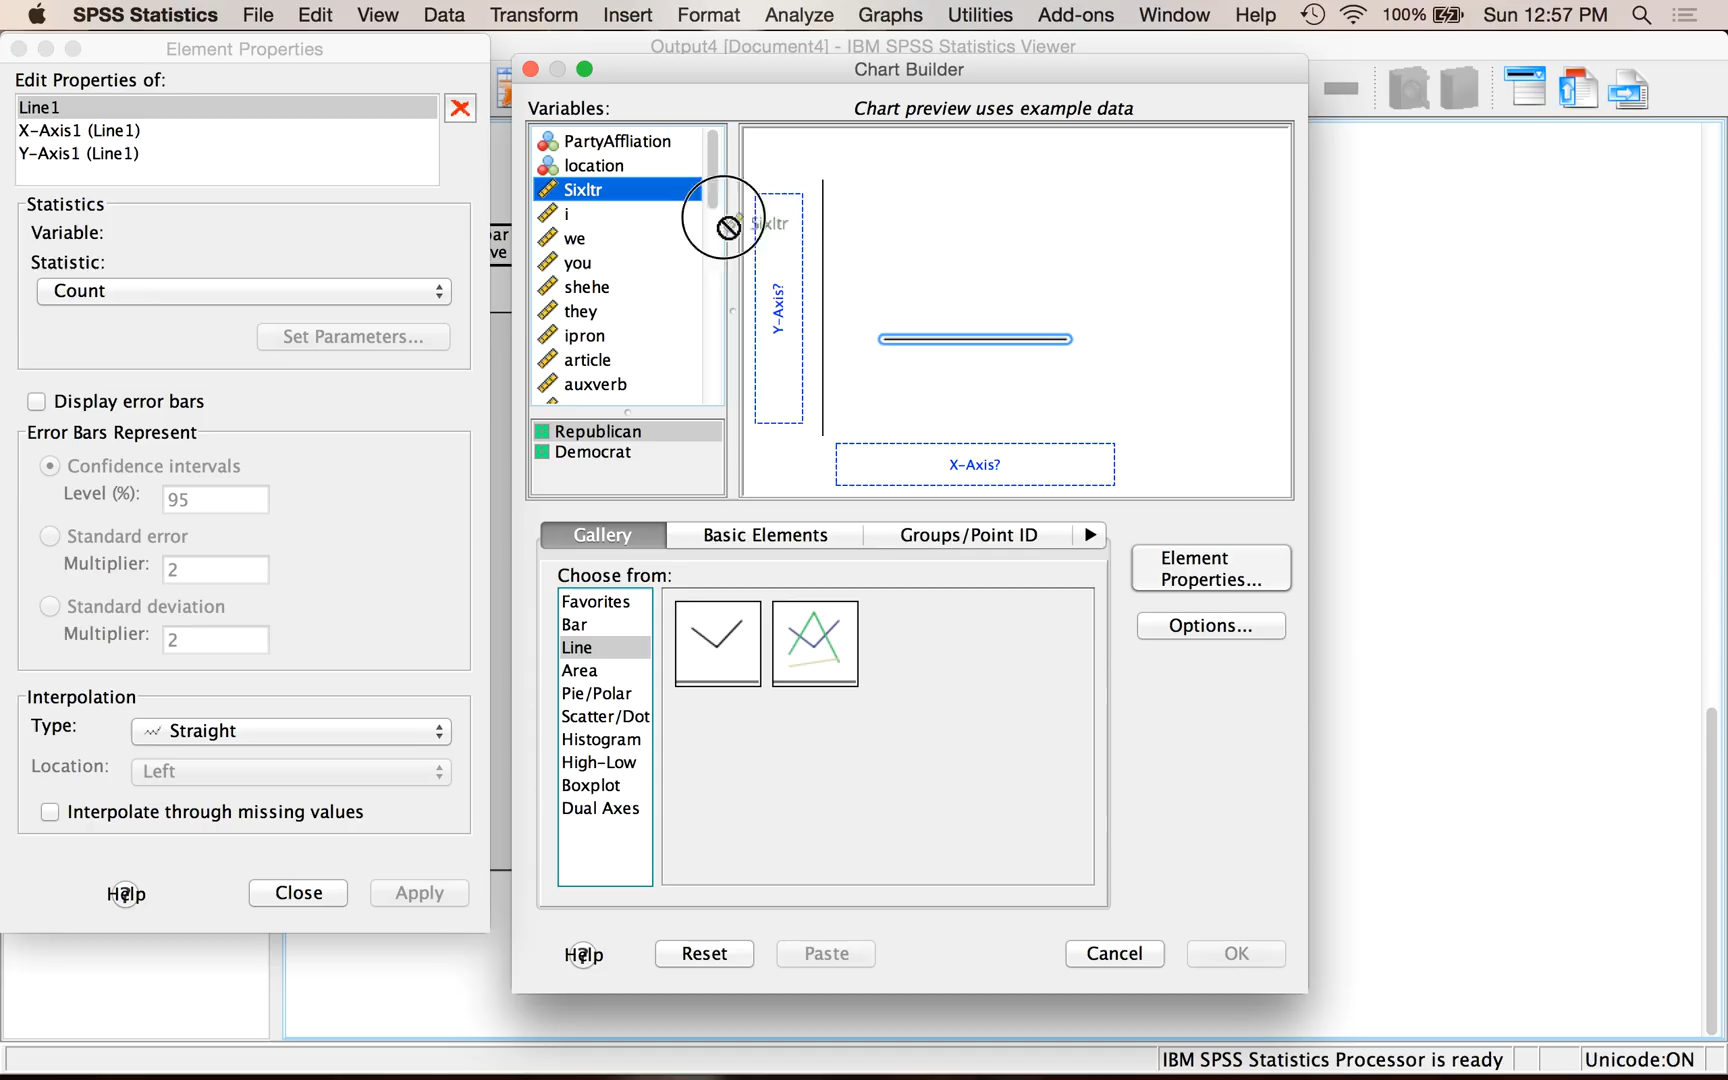 SPSS Statistics File Edit View Data Transform Insert Format Analyze Graphs Utilities Add-ons Window Help 100% Sun 12:57 PM
Output4 [Document4] - IBM SPSS Statistics Viewer
Element Properties
Edit Properties of:
Line1
X-Axis1 (Line1)
Y-Axis1 (Line1)
Statistics
Variable:
Statistic:
Count
Set Parameters...
Display error bars
Error Bars Represent
Confidence intervals
Level (%): 95
Standard error
Multiplier: 2
Standard deviation
Multiplier: 2
Interpolation
Type: Straight
Location: Left
Interpolate through missing values
Help Close Apply
Chart Builder
Variables: Chart preview uses example data
PartyAffliation
location
Sixltr
i
we
you
shehe
they
ipron
article
auxverb
Republican
Democrat
Sixltr
Y-Axis?
X-Axis?
Gallery Basic Elements Groups/Point ID
Choose from:
Favorites
Bar
Line
Area
Pie/Polar
Scatter/Dot
Histogram
High-Low
Boxplot
Dual Axes
Element Properties...
Options...
Help Reset Paste Cancel OK
IBM SPSS Statistics Processor is ready Unicode:ON